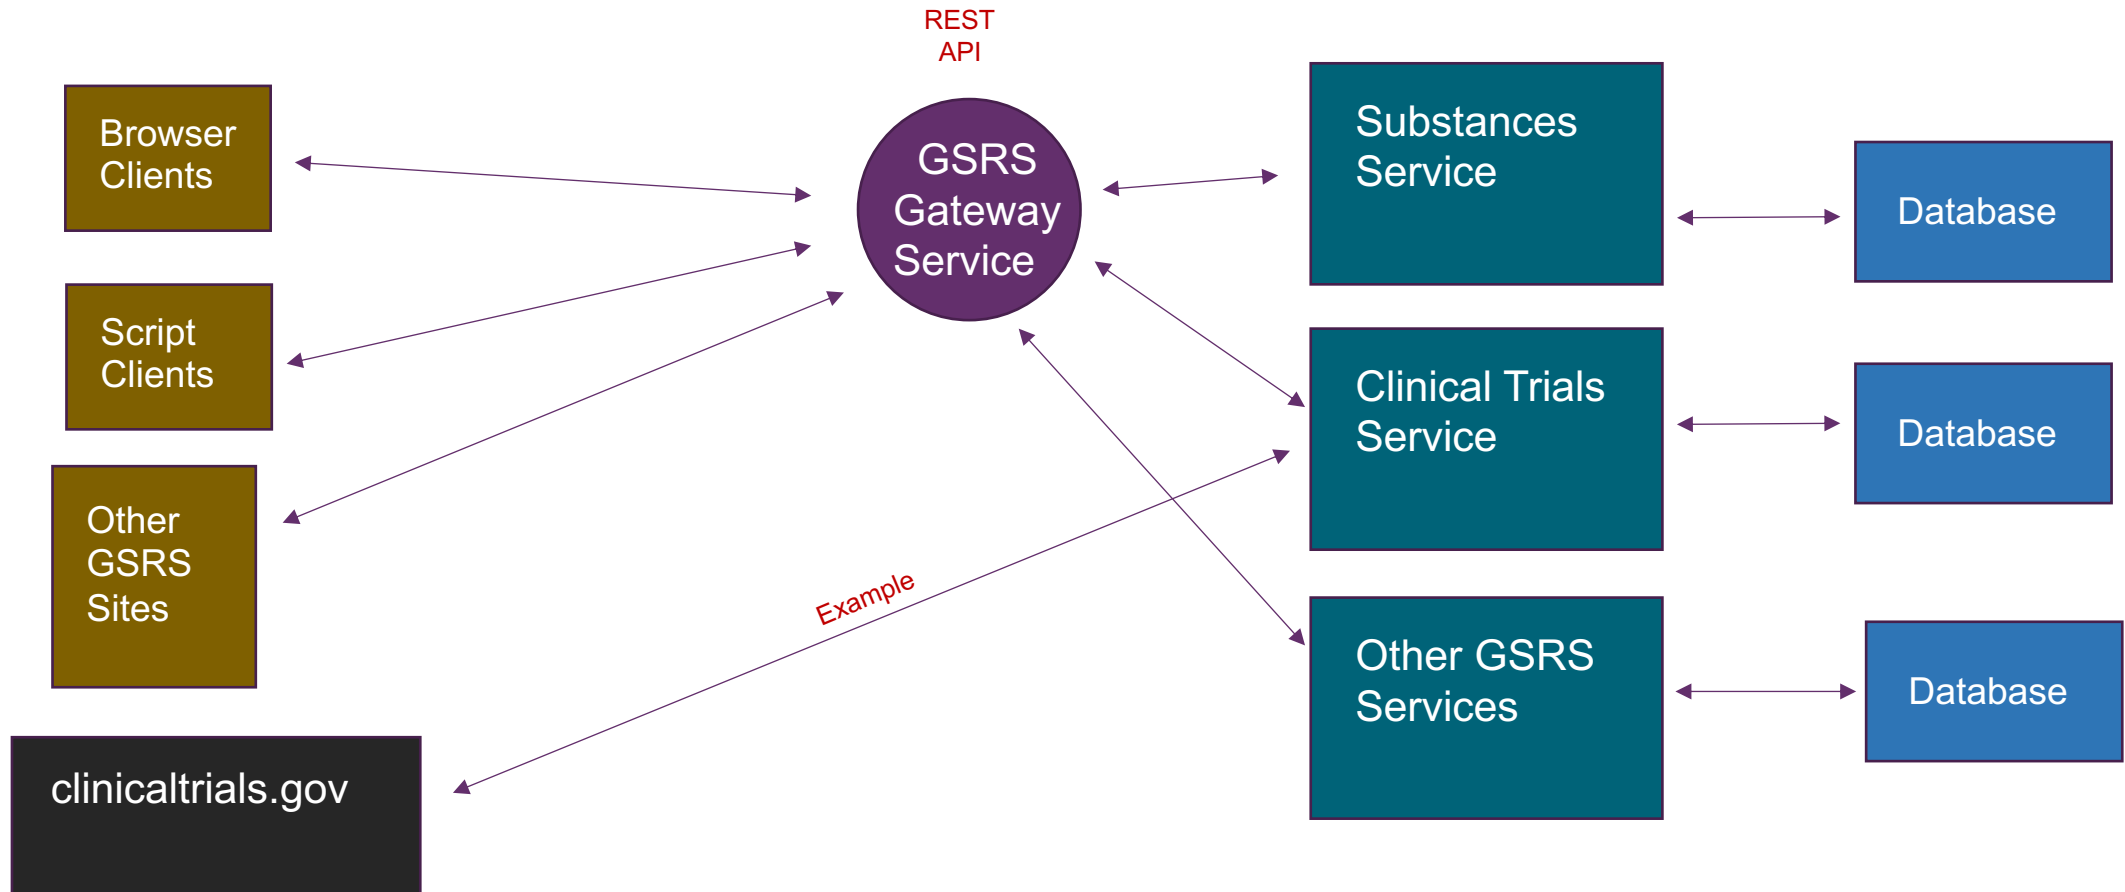 REST
API
Browser
Clients
Script
Clients
Other
GSRS
Sites
clinicaltrials.gov
GSRS
Gateway
Service
Example
Substances
Service
Clinical Trials
Service
Other GSRS
Services
Database
Database
Database